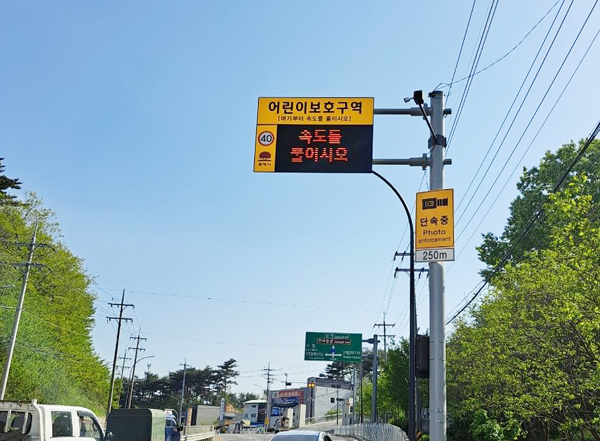 어린이보호구역
[여기부터 속도를 줄이시오]
40
속도를
줄이시오
단속중
Photo
enforcement
250m